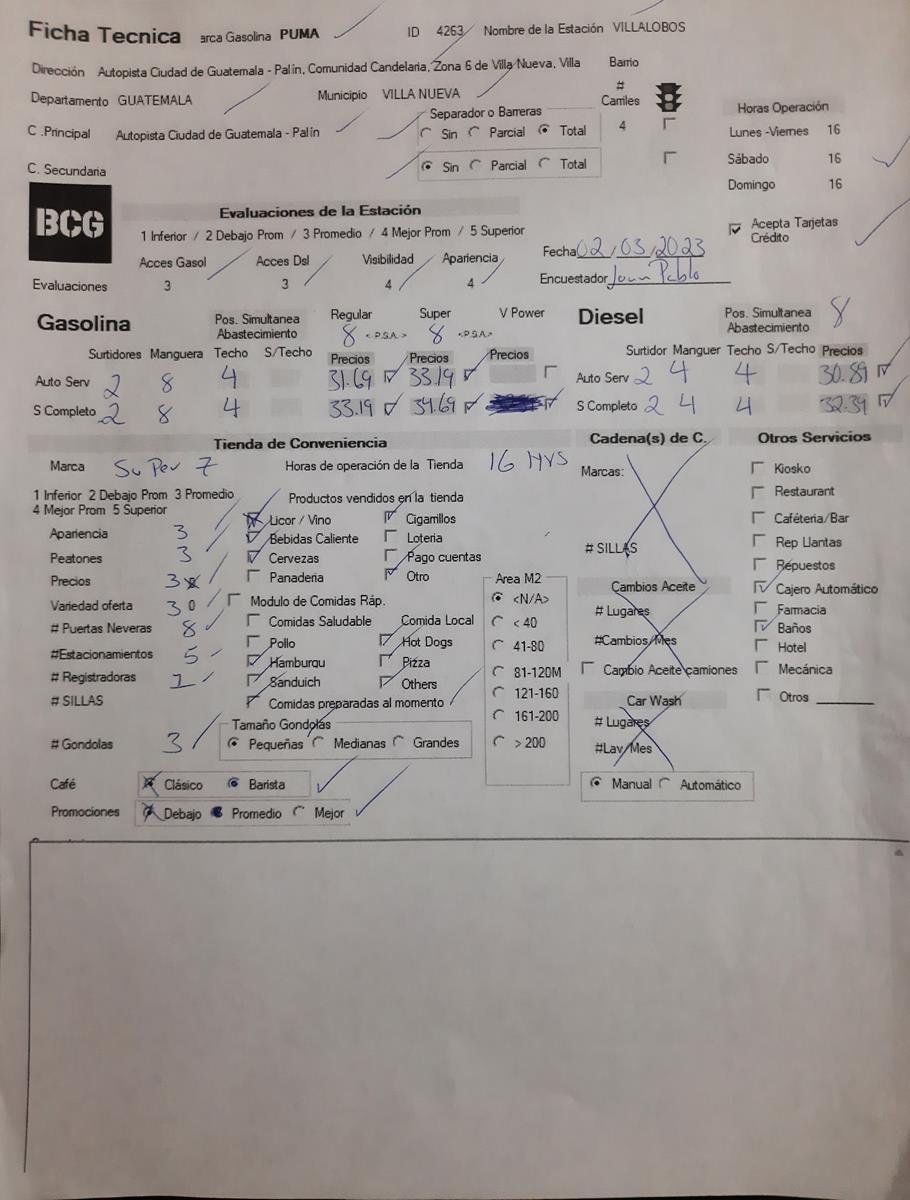 Ficha Tecnica arca Gasolina PUMA ID 4263 Nombre de la Estación VILLALOBOS
Dirección Autopista Ciudad de Guatemala - Palín, Comunidad Candelaria, Zona 6 de Villa Nueva, Villa Barrio
Departamento GUATEMALA Municipio VILLA NUEVA # Carriles Horas Operación
Separador o Barreras
C .Principal Autopista Ciudad de Guatemala - Palín Sin Parcial Total 4 Lunes -Viernes 16
C. Secundaria Sin Parcial Total Sábado 16
Domingo 16
BCG
Evaluaciones de la Estación
1 Inferior / 2 Debajo Prom / 3 Promedio / 4 Mejor Prom / 5 Superior Acepta Tarjetas Crédito
Acces Gasol Acces Dsl Visibilidad Apariencia Fecha 02/03/2023
Evaluaciones 3 3 4 4 Encuestador Juan Pablo
Gasolina Pos. Simultanea Abastecimiento Regular Super V Power Diesel Pos. Simultanea Abastecimiento 8
8 <P.S.A.> 8 <P.S.A>
Surtidores Manguera Techo S/Techo Precios Precios Precios Surtidor Manguer Techo S/Techo Precios
Auto Serv 2 8 4 31.69 33.19 Auto Serv 2 4 4 30.89
S Completo 2 8 4 33.19 34.69 S Completo 2 4 4 32.39
Tienda de Conveniencia Cadena(s) de C. Otros Servicios
Marca Super 7 Horas de operación de la Tienda 16 Hrs Marcas: Kiosko
1 Inferior 2 Debajo Prom 3 Promedio Productos vendidos en la tienda Restaurant
4 Mejor Prom 5 Superior Licor / Vino Cigarrillos Caféteria/Bar
Apariencia 3 Bebidas Caliente Loteria Rep Llantas
Peatones 3 Cervezas Pago cuentas # SILLAS Repuestos
Precios 3 Panaderia Otro Area M2 Cambios Aceite Cajero Automático
Variedad oferta 3 0 Modulo de Comidas Ráp. <N/A> # Lugares Farmacia
# Puertas Neveras 8 Comidas Saludable Comida Local < 40 Baños
Pollo Hot Dogs 41-80 #Cambios/Mes Hotel
#Estacionamientos 5 Hamburqu Pizza 81-120M Cambio Aceite camiones Mecánica
# Registradoras 1 Sanduich Others 121-160 Car Wash Otros
# SILLAS Comidas preparadas al momento 161-200 # Lugares
Tamaño Gondolas
# Gondolas 3 Pequeñas Medianas Grandes > 200 #Lav/Mes
Café Clásico Barista Manual Automático
Promociones Debajo Promedio Mejor